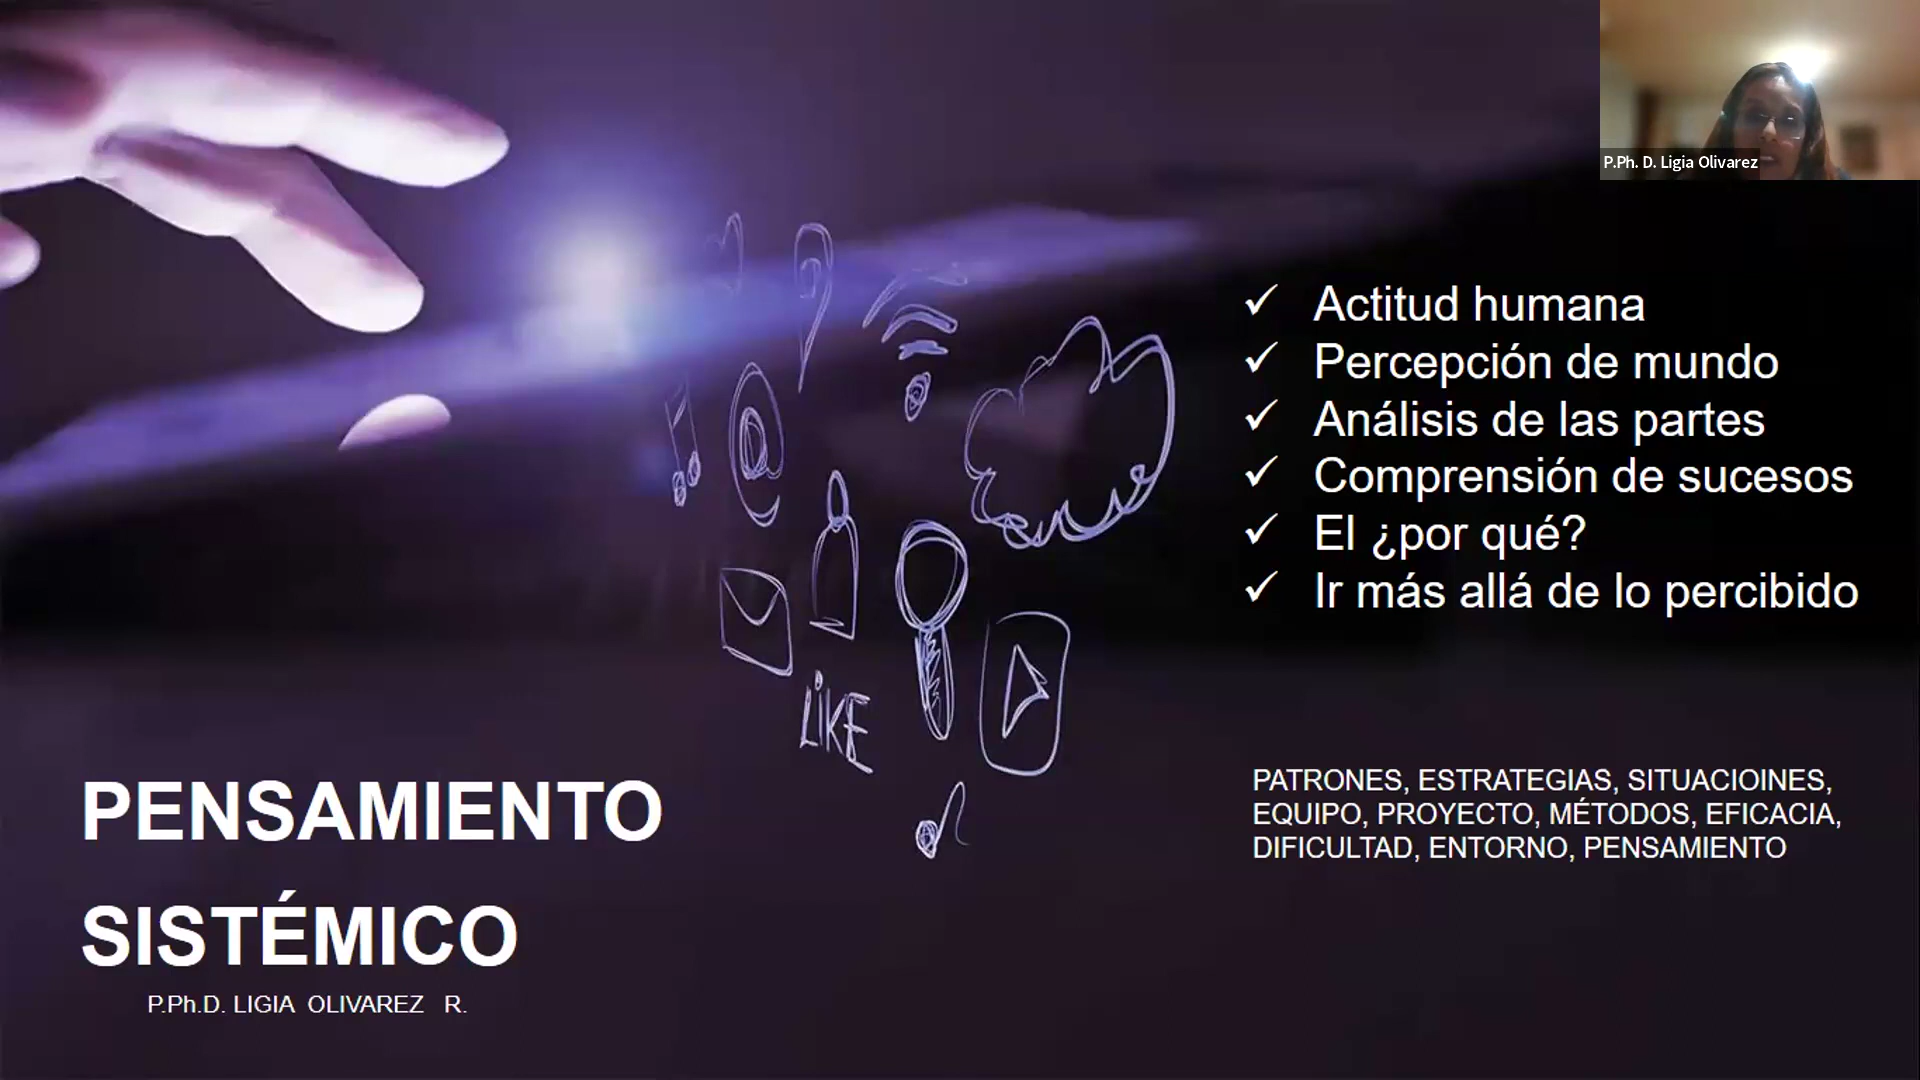 P.Ph. D. Ligia Olivarez
✓ Actitud humana
✓ Percepción de mundo
✓ Análisis de las partes
✓ Comprensión de sucesos
✓ El ¿por qué?
✓ Ir más allá de lo percibido
LIKE
PATRONES, ESTRATEGIAS, SITUACIOINES,
EQUIPO, PROYECTO, MÉTODOS, EFICACIA,
DIFICULTAD, ENTORNO, PENSAMIENTO
PENSAMIENTO
SISTÉMICO
P.Ph.D. LIGIA OLIVAREZ R.